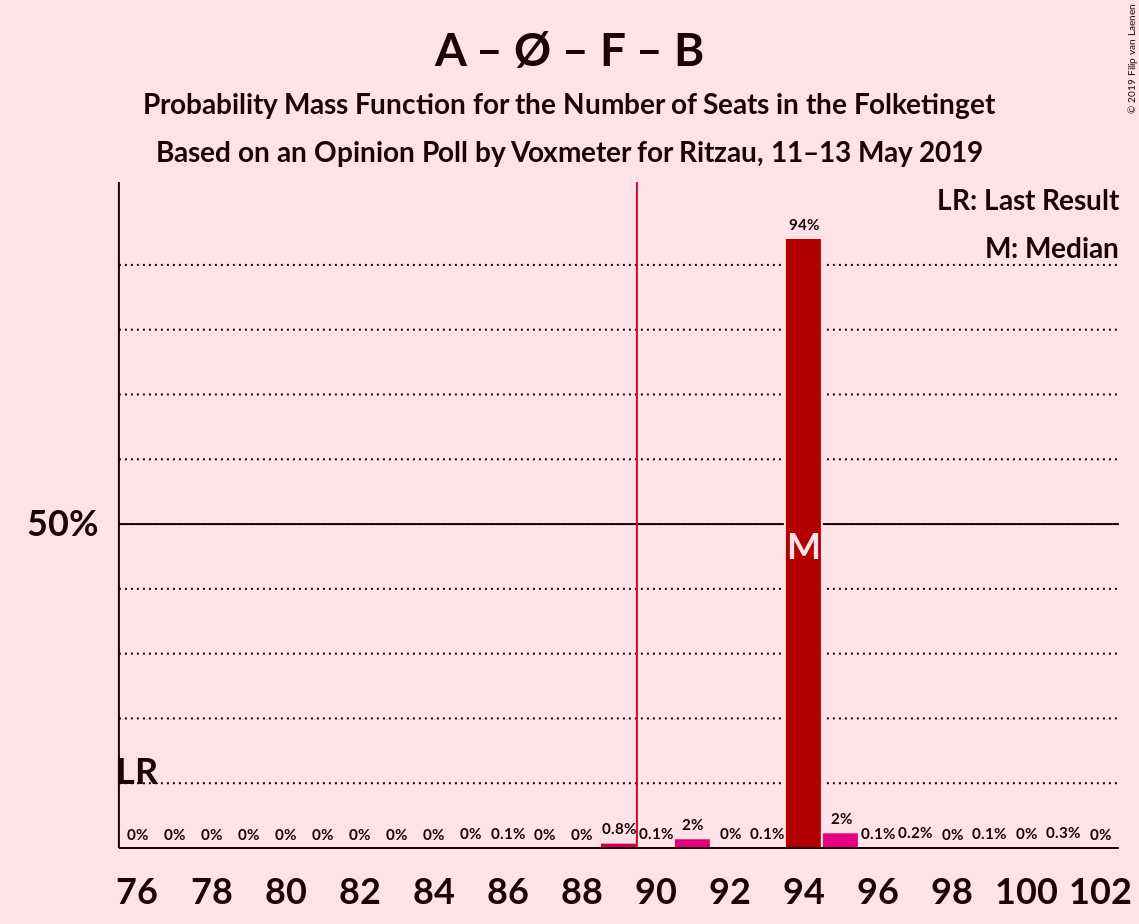 A – Ø – F – B
Probability Mass Function for the Number of Seats in the Folketinget
Based on an Opinion Poll by Voxmeter for Ritzau, 11–13 May 2019
© 2019 Filip van Laenen
LR: Last Result
M: Median
94%
50%
M
LR
0% 0% 0% 0% 0% 0% 0% 0% 0% 0% 0.1% 0% 0% 0.8% 0.1% 2% 0% 0.1% 2% 0.1% 0.2% 0% 0.1% 0% 0.3% 0%
76 78 80 82 84 86 88 90 92 94 96 98 100 102